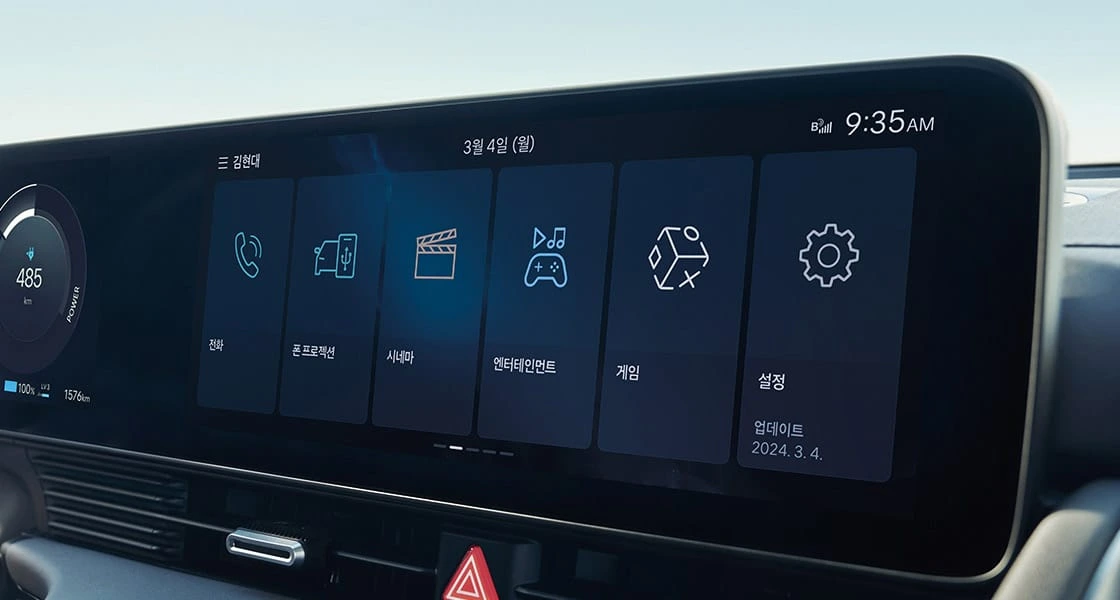 3월 4일 (월)
9:35AM
김현대
485
km
POWER
100%
LV 3
1576km
전화
폰 프로젝션
시네마
엔터테인먼트
게임
설정
업데이트
2024. 3. 4.